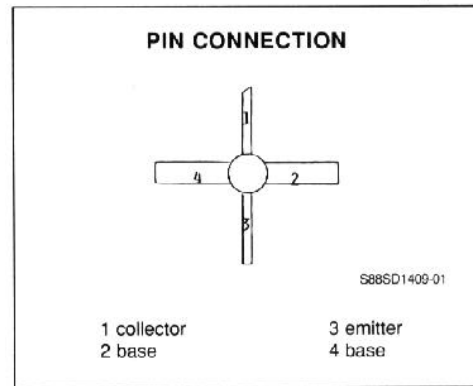 PIN CONNECTION
1
4
2
3
S88SD1409-01
1 collector
3 emitter
2 base
4 base